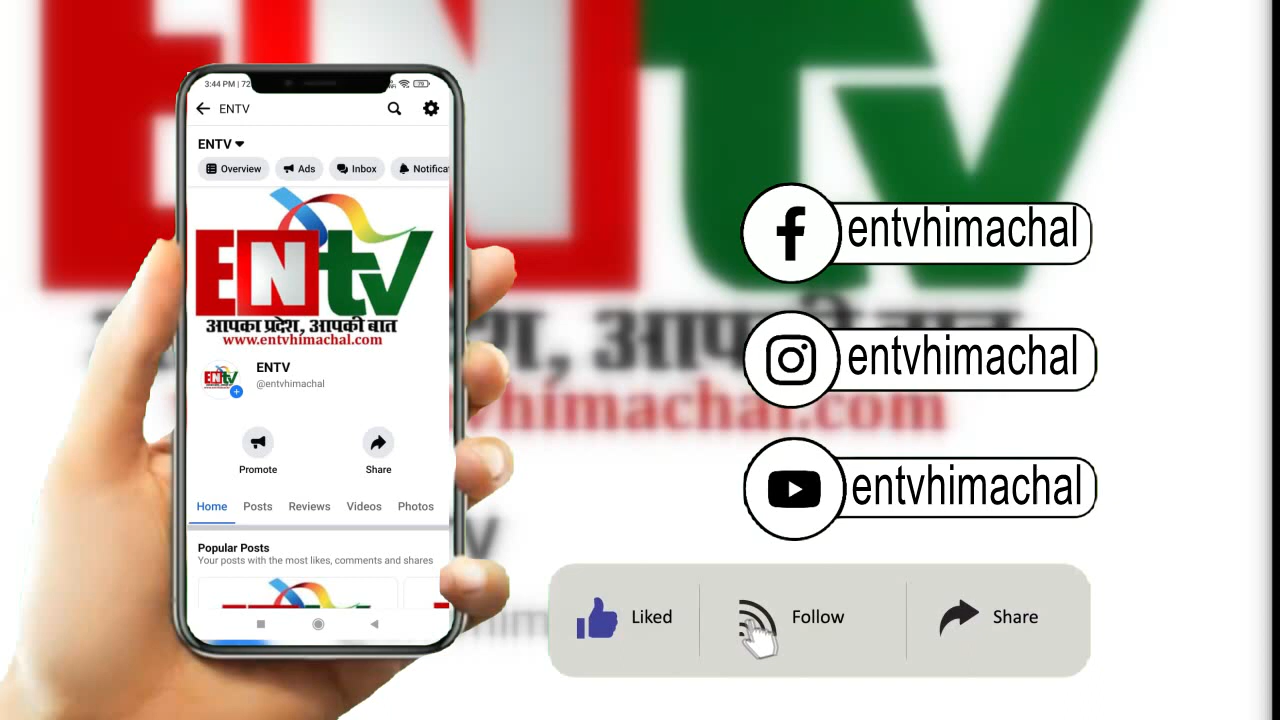 3:44 PM | 72
ENTV
ENTV
Overview
Ads
Inbox
Notifica
ENTV
आपका प्रदेश, आपकी बात
www.entvhimachal.com
ENTV
@entvhimachal
Promote
Share
Home
Posts
Reviews
Videos
Photos
Popular Posts
Your posts with the most likes, comments and shares
entvhimachal
entvhimachal
entvhimachal
Liked
Follow
Share